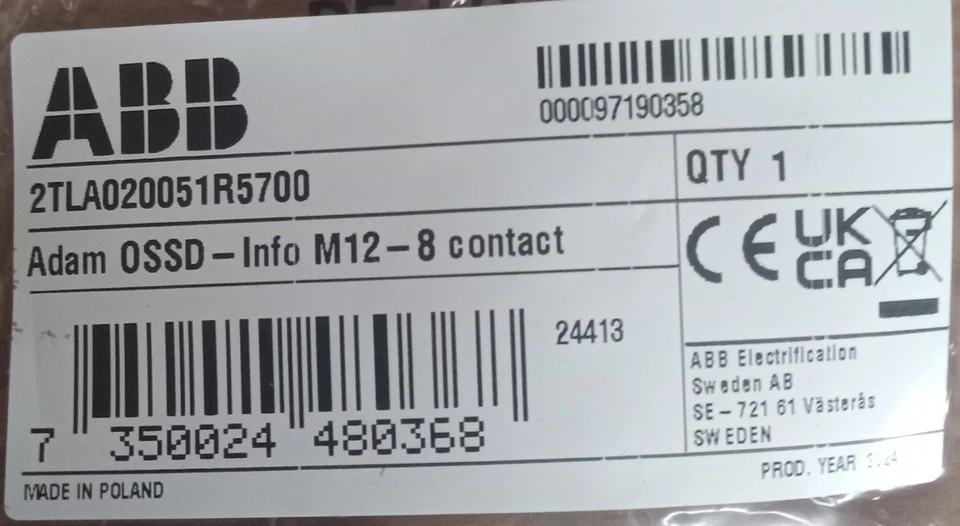 ABB
000097190358
2TLA020051R5700
QTY 1
Adam OSSD-Info M12-8 contact
CE UK CA
24413
7 350024 480368
ABB Electrification
Sweden AB
SE-721 61 Västerås
SWEDEN
PROD. YEAR 2024
MADE IN POLAND